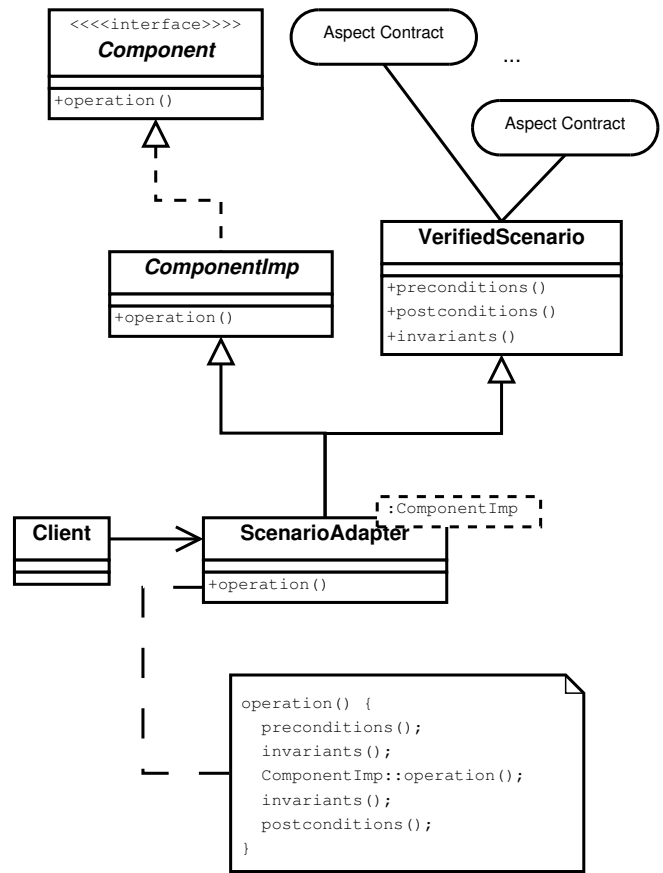 <<<<interface>>>>
Component
+operation()
Aspect Contract
...
Aspect Contract
ComponentImp
+operation()
VerifiedScenario
+preconditions()
+postconditions()
+invariants()
:ComponentImp
Client
ScenarioAdapter
+operation()
operation() {
  preconditions();
  invariants();
  ComponentImp::operation();
  invariants();
  postconditions();
}